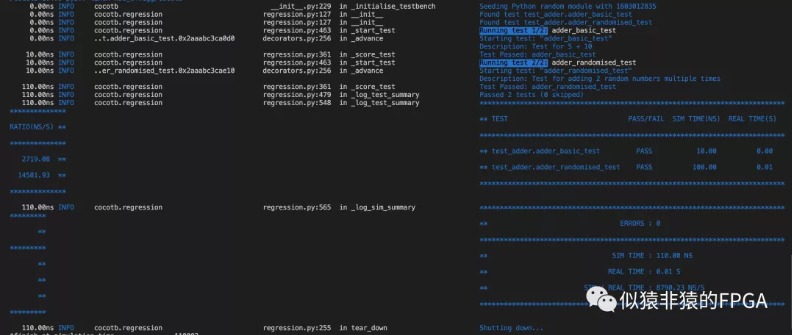 0.00ns INFO cocotb __init__.py:229 in _initialise_testbench Seeding Python random module with 1603012835
0.00ns INFO cocotb.regression regression.py:127 in __init__ Found test test_adder.adder_basic_test
0.00ns INFO cocotb.regression regression.py:127 in __init__ Found test test_adder.adder_randomised_test
0.00ns INFO cocotb.regression regression.py:463 in _start_test Running test 1/2: adder_basic_test
0.00ns INFO ..t.adder_basic_test.0x2aaabc3ca0d0 decorators.py:256 in _advance Starting test: "adder_basic_test"
Description: Test for 5 + 10
10.00ns INFO cocotb.regression regression.py:361 in _score_test Test Passed: adder_basic_test
10.00ns INFO cocotb.regression regression.py:463 in _start_test Running test 2/2: adder_randomised_test
10.00ns INFO ..er_randomised_test.0x2aaabc3cae10 decorators.py:256 in _advance Starting test: "adder_randomised_test"
Description: Test for adding 2 random numbers multiple times
110.00ns INFO cocotb.regression regression.py:361 in _score_test Test Passed: adder_randomised_test
110.00ns INFO cocotb.regression regression.py:479 in _log_test_summary Passed 2 tests (0 skipped)
110.00ns INFO cocotb.regression regression.py:548 in _log_test_summary
RATIO(NS/S) ** ** TEST PASS/FAIL SIM TIME(NS) REAL TIME(S)
2719.08 ** ** test_adder.adder_basic_test PASS 10.00 0.00
14501.93 ** ** test_adder.adder_randomised_test PASS 100.00 0.01
110.00ns INFO cocotb.regression regression.py:565 in _log_sim_summary
** ** ERRORS : 0
** ** SIM TIME : 110.00 NS
** ** REAL TIME : 0.01 S
** ** REAL TIME : 8790.23 NS/S
似猿非猿的FPGA
110.00ns INFO cocotb.regression regression.py:255 in tear_down Shutting down...